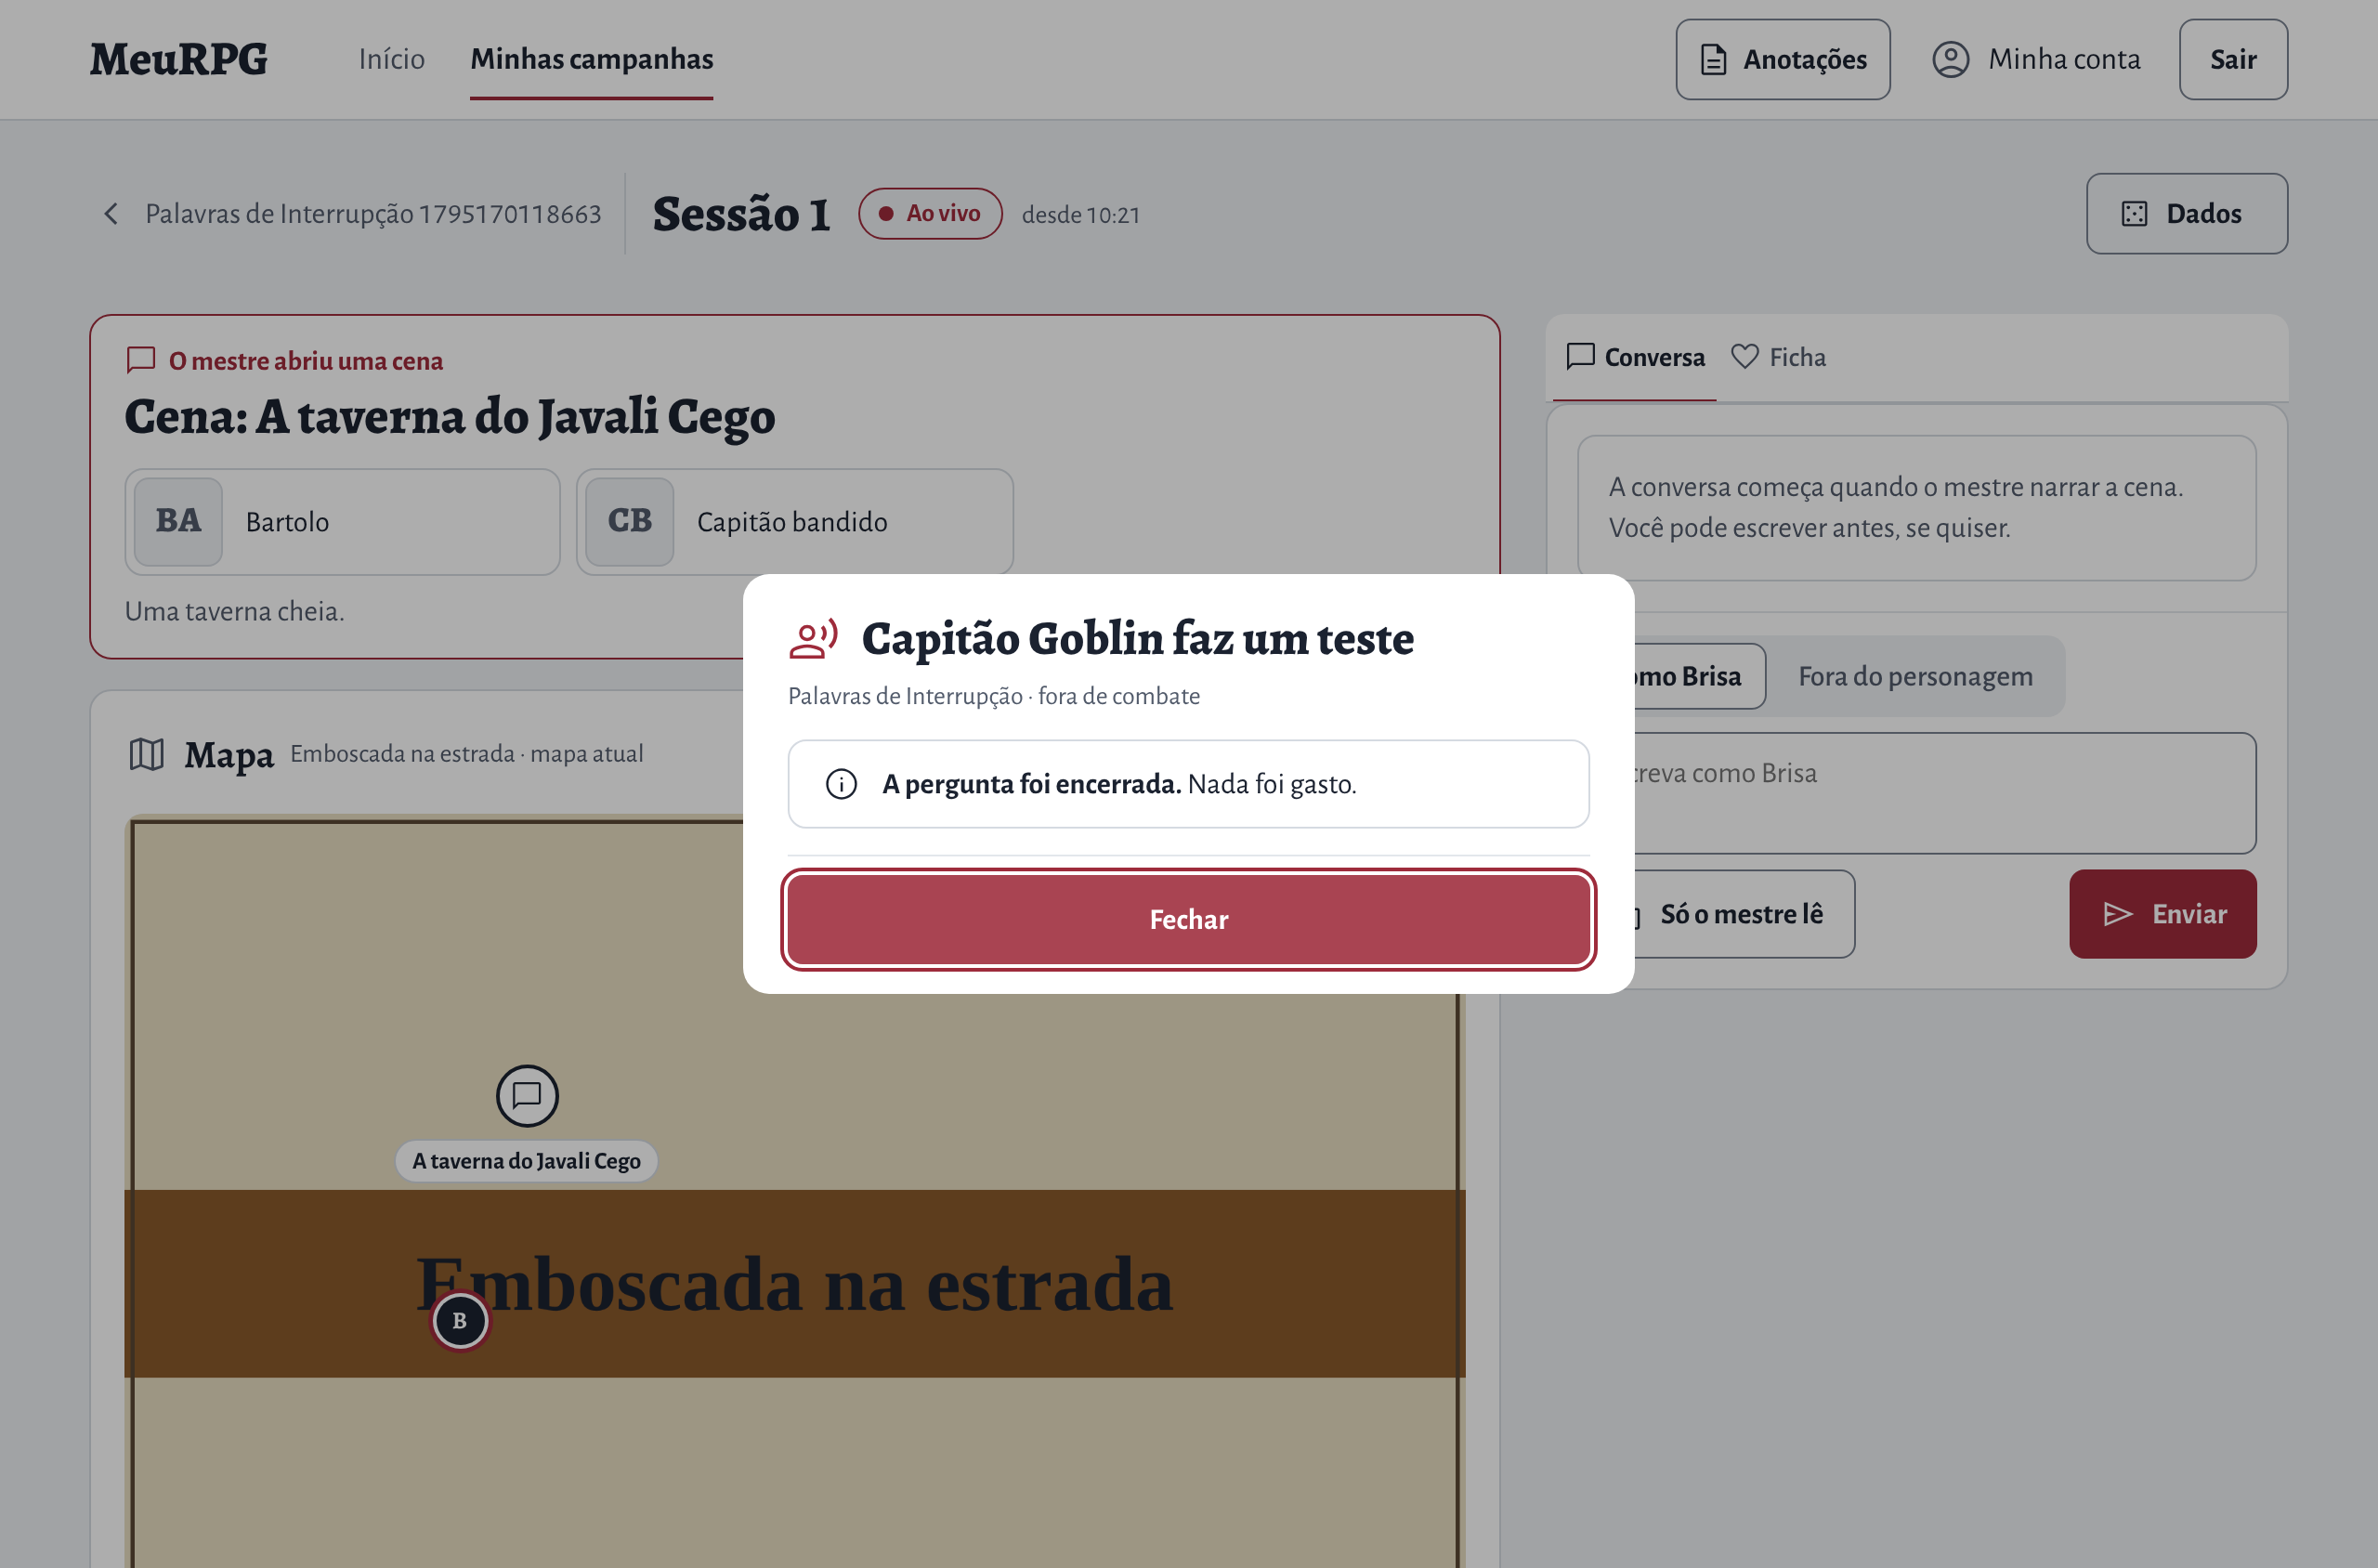 MeuRPG
Início
Minhas campanhas
Anotações
Minha conta
Sair
Palavras de Interrupção 1795170118663
Sessão 1
Ao vivo
desde 10:21
Dados
O mestre abriu uma cena
Cena: A taverna do Javali Cego
BA
Bartolo
CB
Capitão bandido
Uma taverna cheia.
Conversa
Ficha
A conversa começa quando o mestre narrar a cena.
Você pode escrever antes, se quiser.
Capitão Goblin faz um teste
Palavras de Interrupção · fora de combate
A pergunta foi encerrada. Nada foi gasto.
Fechar
omo Brisa
Fora do personagem
creva como Brisa
Só o mestre lê
Enviar
Mapa
Emboscada na estrada · mapa atual
A taverna do Javali Cego
Emboscada na estrada
B